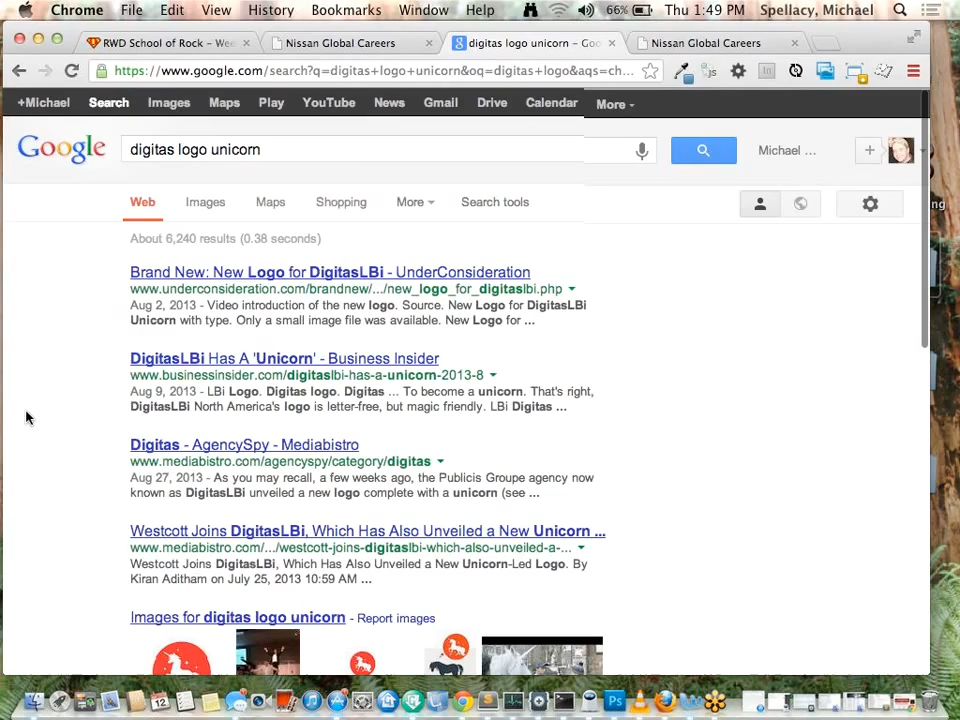 Chrome File Edit View History Bookmarks Window Help 66% Thu 1:49 PM Spellacy, Michael
RWD School of Rock – We
Nissan Global Careers
digitas logo unicorn – Goo
Nissan Global Careers
https://www.google.com/search?q=digitas+logo+unicorn&oq=digitas+logo&aqs=ch...
+Michael Search Images Maps Play YouTube News Gmail Drive Calendar More
Google
digitas logo unicorn
Michael ...
Web Images Maps Shopping More Search tools
About 6,240 results (0.38 seconds)
Brand New: New Logo for DigitasLBi - UnderConsideration
www.underconsideration.com/brandnew/.../new_logo_for_digitaslbi.php
Aug 2, 2013 - Video introduction of the new logo. Source. New Logo for DigitasLBi
Unicorn with type. Only a small image file was available. New Logo for ...
DigitasLBi Has A 'Unicorn' - Business Insider
www.businessinsider.com/digitaslbi-has-a-unicorn-2013-8
Aug 9, 2013 - LBi Logo. Digitas logo. Digitas ... To become a unicorn. That's right,
DigitasLBi North America's logo is letter-free, but magic friendly. LBi Digitas ...
Digitas - AgencySpy - Mediabistro
www.mediabistro.com/agencyspy/category/digitas
Aug 27, 2013 - As you may recall, a few weeks ago, the Publicis Groupe agency now
known as DigitasLBi unveiled a new logo complete with a unicorn (see ...
Westcott Joins DigitasLBi, Which Has Also Unveiled a New Unicorn ...
www.mediabistro.com/.../westcott-joins-digitaslbi-which-also-unveiled-a-...
Westcott Joins DigitasLBi, Which Has Also Unveiled a New Unicorn-Led Logo. By
Kiran Aditham on July 25, 2013 10:59 AM ...
Images for digitas logo unicorn - Report images